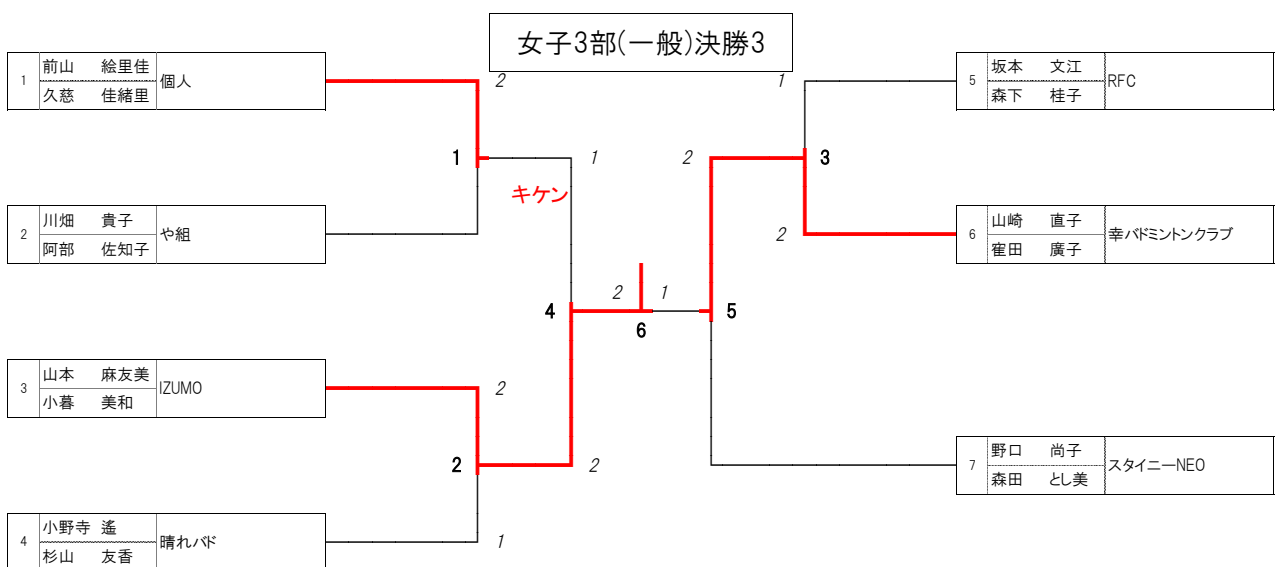 女子3部(一般)決勝3
1
前山 絵里佳
久慈 佳緒里
個人
2
川畑 貴子
阿部 佐知子
や組
3
山本 麻友美
小暮 美和
IZUMO
4
小野寺 遙
杉山 友香
晴れバド
2
1
1
キケン
2
2
2
1
4
2
1
6
5
2
3
1
2
5
坂本 文江
森下 桂子
RFC
6
山崎 直子
寉田 廣子
幸バドミントンクラブ
7
野口 尚子
森田 とし美
スタイニーNEO